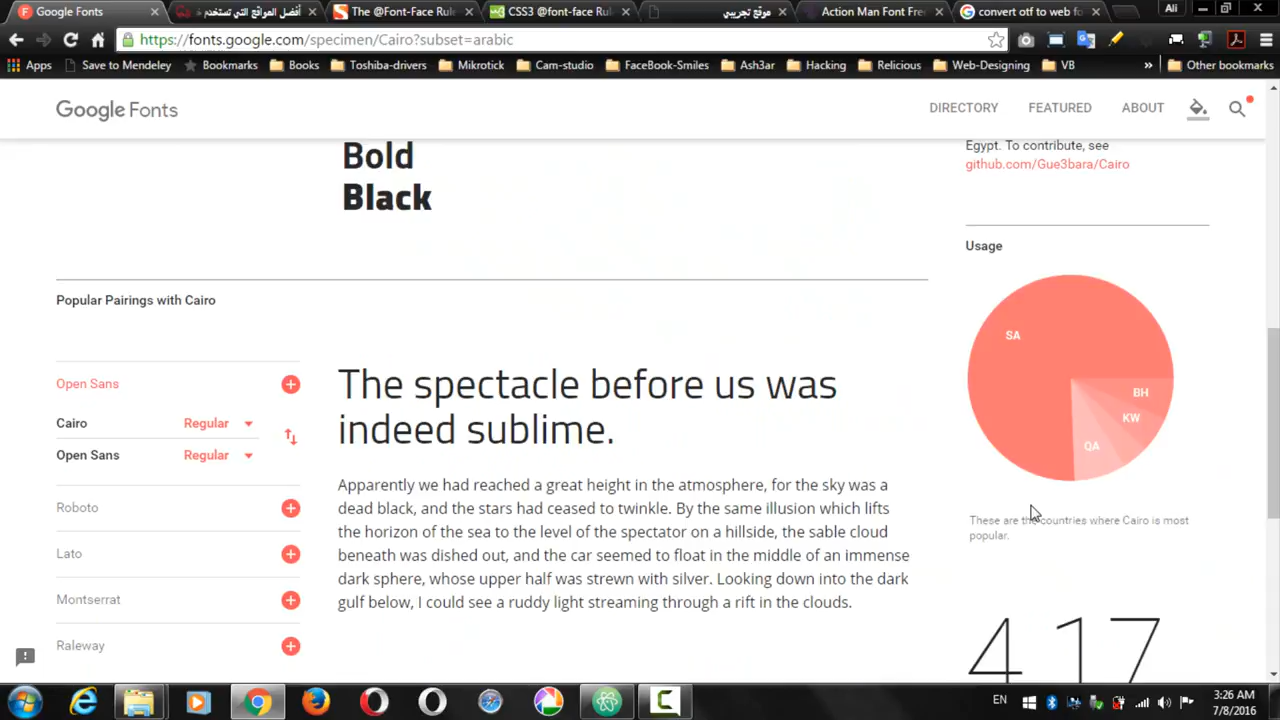 Google Fonts
أفضل المواقع التي تستخدم
The @Font-Face Rul
CSS3 @font-face Rul
موقع تجريبي
Action Man Font Fre
convert otf to web fo
Ali
https://fonts.google.com/specimen/Cairo?subset=arabic
Apps
Save to Mendeley
Bookmarks
Books
Toshiba-drivers
Mikrotick
Cam-studio
FaceBook-Smiles
Ash3ar
Hacking
Relicious
Web-Designing
VB
»
Other bookmarks
Google Fonts
DIRECTORY
FEATURED
ABOUT
Bold
Black
Egypt. To contribute, see
github.com/Gue3bara/Cairo
Usage
SA
BH
KW
QA
These are the countries where Cairo is most
popular.
4.17
Popular Pairings with Cairo
Open Sans
Cairo Regular
Open Sans Regular
Roboto
Lato
Montserrat
Raleway
The spectacle before us was
indeed sublime.
Apparently we had reached a great height in the atmosphere, for the sky was a
dead black, and the stars had ceased to twinkle. By the same illusion which lifts
the horizon of the sea to the level of the spectator on a hillside, the sable cloud
beneath was dished out, and the car seemed to float in the middle of an immense
dark sphere, whose upper half was strewn with silver. Looking down into the dark
gulf below, I could see a ruddy light streaming through a rift in the clouds.
EN
3:26 AM
7/8/2016